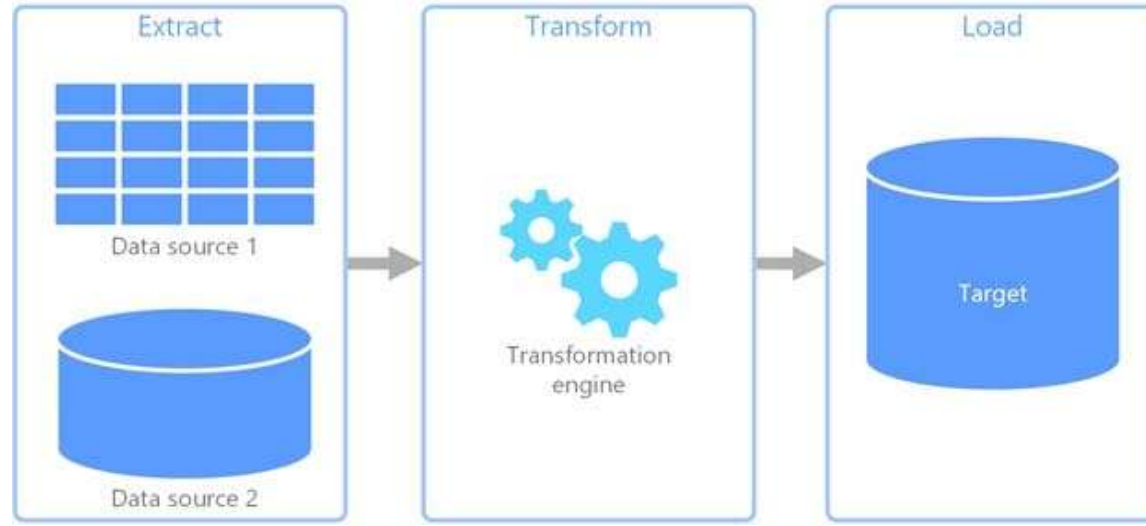 Extract
Data source 1
Data source 2
Transform
Transformation
engine
Load
Target